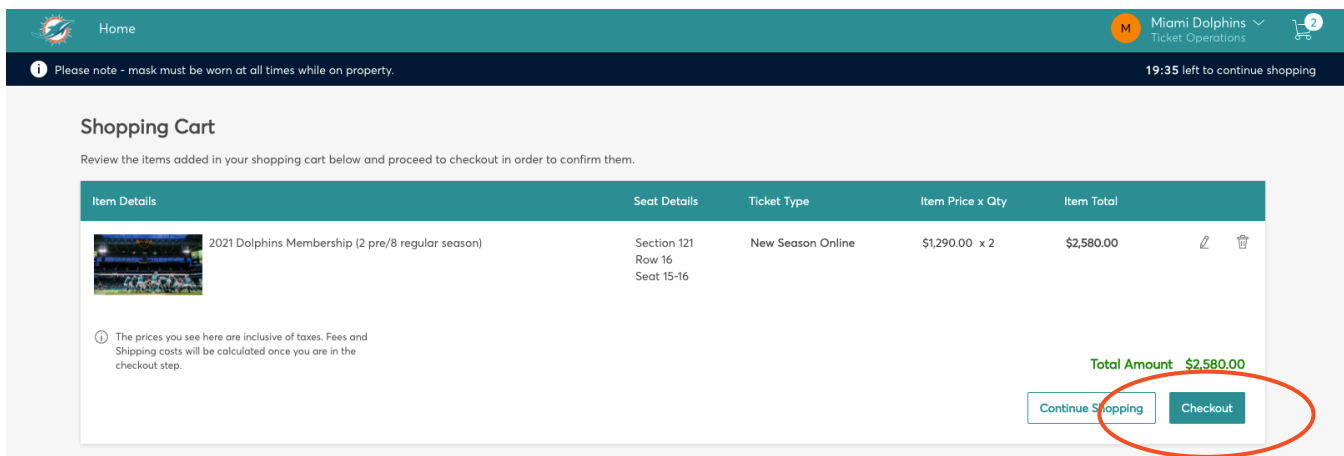 Home
M
Miami Dolphins
Ticket Operations
2
i
Please note - mask must be worn at all times while on property.
19:35 left to continue shopping
Shopping Cart
Review the items added in your shopping cart below and proceed to checkout in order to confirm them.
Item Details
Seat Details
Ticket Type
Item Price x Qty
Item Total
2021 Dolphins Membership (2 pre/8 regular season)
Section 121
Row 16
Seat 15-16
New Season Online
$1,290.00 x 2
$2,580.00
i
The prices you see here are inclusive of taxes. Fees and
Shipping costs will be calculated once you are in the
checkout step.
Total Amount $2,580.00
Continue Shopping
Checkout